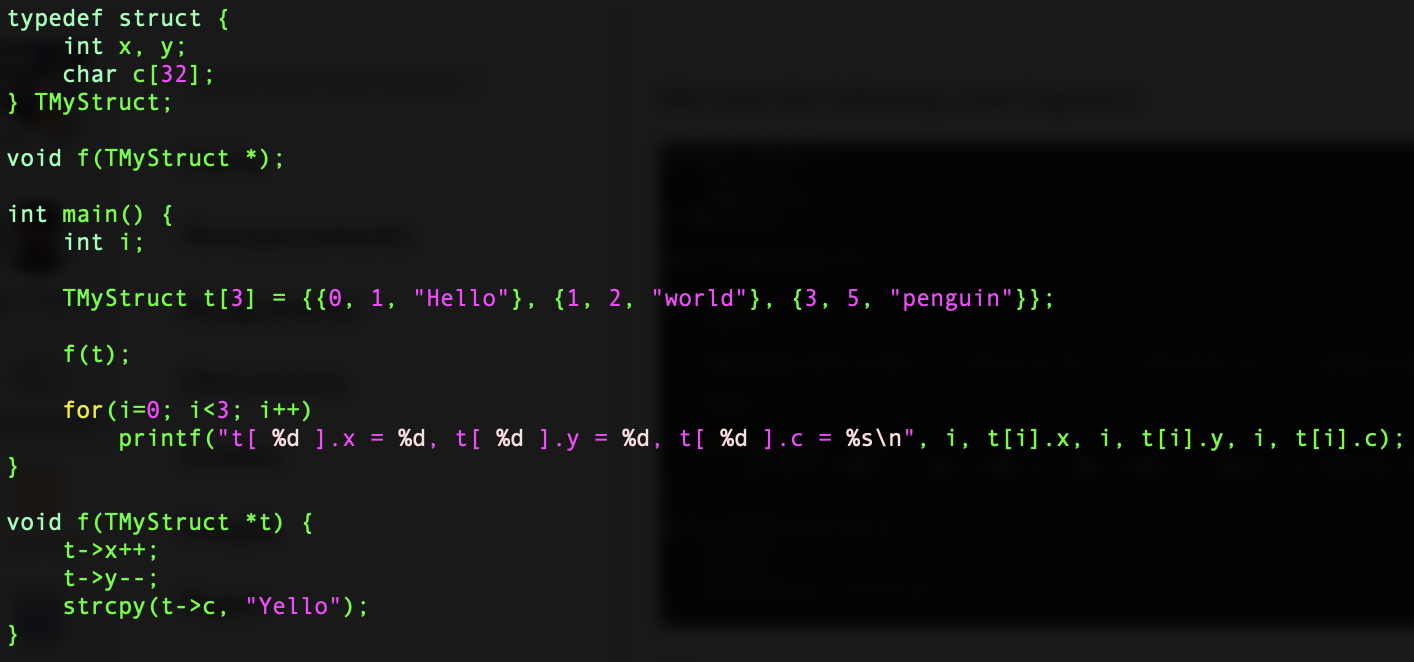 typedef struct {
    int x, y;
    char c[32];
} TMyStruct;

void f(TMyStruct *);

int main() {
    int i;

    TMyStruct t[3] = {{0, 1, "Hello"}, {1, 2, "world"}, {3, 5, "penguin"}};

    f(t);

    for(i=0; i<3; i++)
        printf("t[ %d ].x = %d, t[ %d ].y = %d, t[ %d ].c = %s\n", i, t[i].x, i, t[i].y, i, t[i].c);
}

void f(TMyStruct *t) {
    t->x++;
    t->y--;
    strcpy(t->c, "Yello");
}